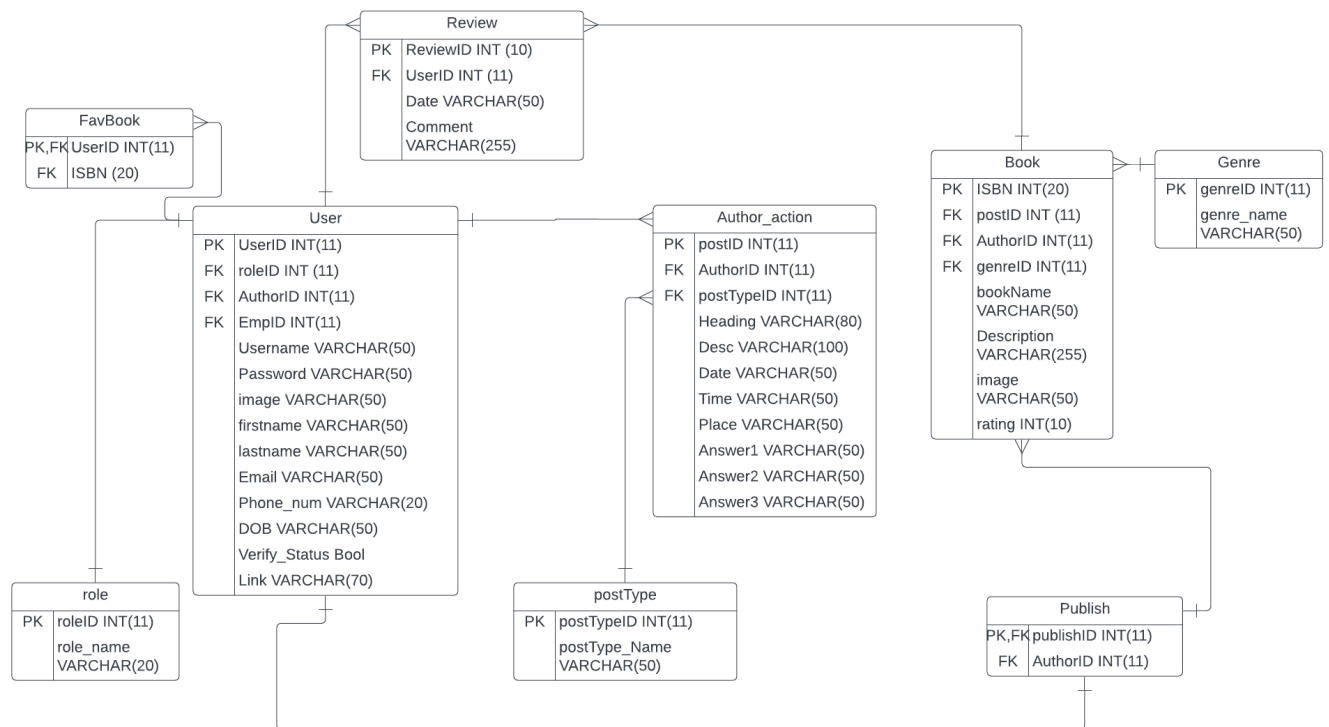 Review
PK ReviewID INT (10)
FK UserID INT (11)
Date VARCHAR(50)
Comment
VARCHAR(255)
FavBook
PK,FK UserID INT(11)
FK ISBN (20)
User
PK UserID INT(11)
FK roleID INT (11)
FK AuthorID INT(11)
FK EmpID INT(11)
Username VARCHAR(50)
Password VARCHAR(50)
image VARCHAR(50)
firstname VARCHAR(50)
lastname VARCHAR(50)
Email VARCHAR(50)
Phone_num VARCHAR(20)
DOB VARCHAR(50)
Verify_Status Bool
Link VARCHAR(70)
Author_action
PK postID INT(11)
FK AuthorID INT(11)
FK postTypeID INT(11)
Heading VARCHAR(80)
Desc VARCHAR(100)
Date VARCHAR(50)
Time VARCHAR(50)
Place VARCHAR(50)
Answer1 VARCHAR(50)
Answer2 VARCHAR(50)
Answer3 VARCHAR(50)
Book
PK ISBN INT(20)
FK postID INT (11)
FK AuthorID INT(11)
FK genreID INT(11)
bookName
VARCHAR(50)
Description
VARCHAR(255)
image
VARCHAR(50)
rating INT(10)
Genre
PK genreID INT(11)
genre_name
VARCHAR(50)
role
PK roleID INT(11)
role_name
VARCHAR(20)
postType
PK postTypeID INT(11)
postType_Name
VARCHAR(50)
Publish
PK,FK publishID INT(11)
FK AuthorID INT(11)